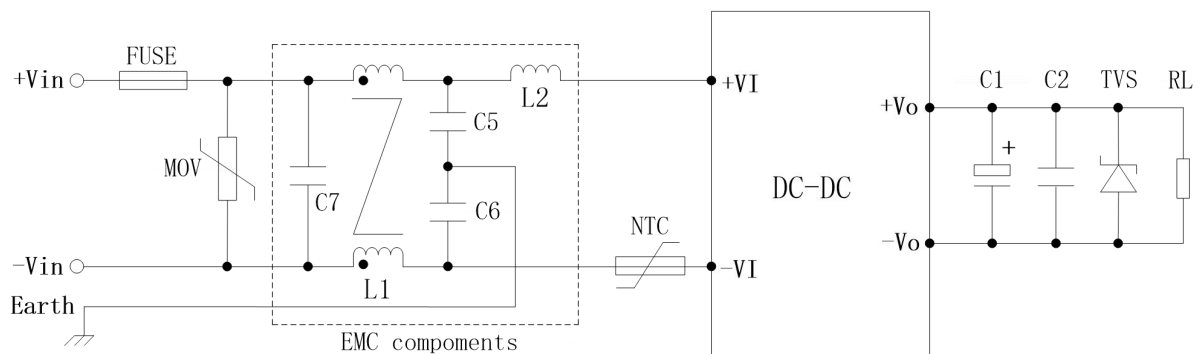 FUSE
+Vin
MOV
C7
L1
C5
C6
L2
-Vin
Earth
EMC compoments
NTC
+VI
-VI
DC-DC
+Vo
-Vo
C1
+
C2
TVS
RL